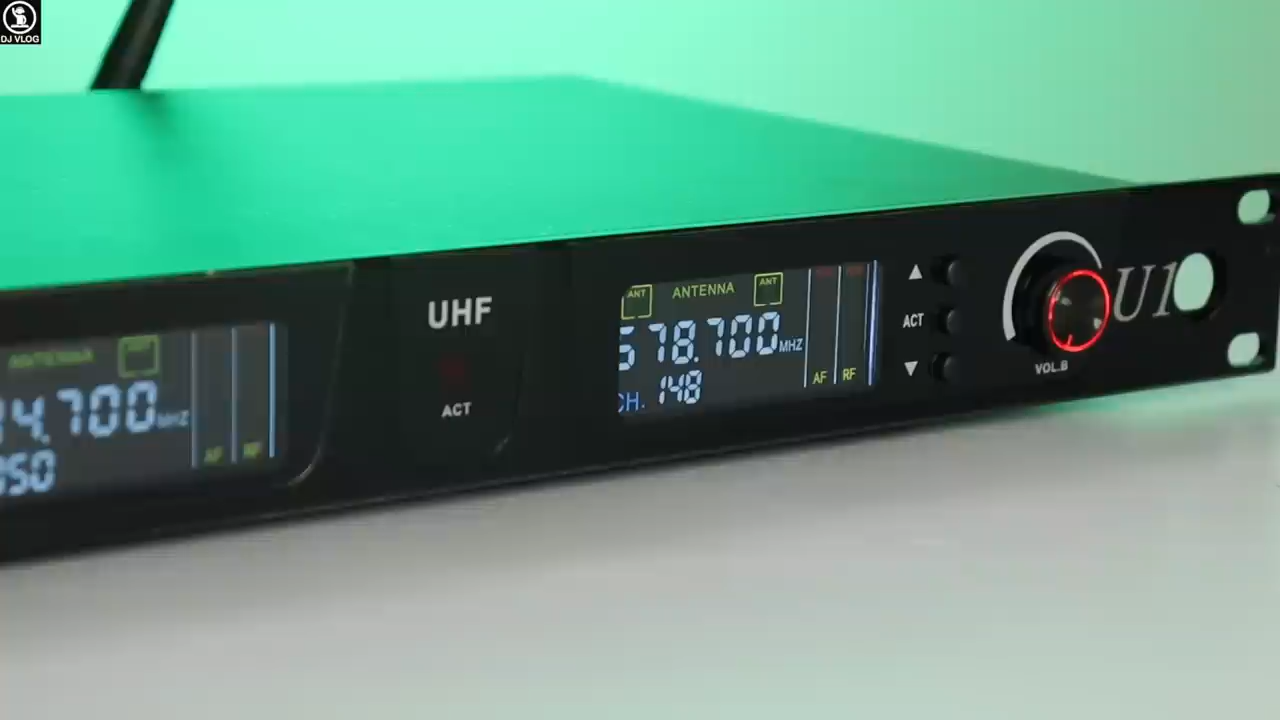 DJ VLOG
ANTENNA
4.700 MHZ
050
AF RF
UHF
ACT
ANT ANTENNA ANT
578.700 MHZ
CH. 148
AF RF
▲
ACT
▼
VOL.B
U1